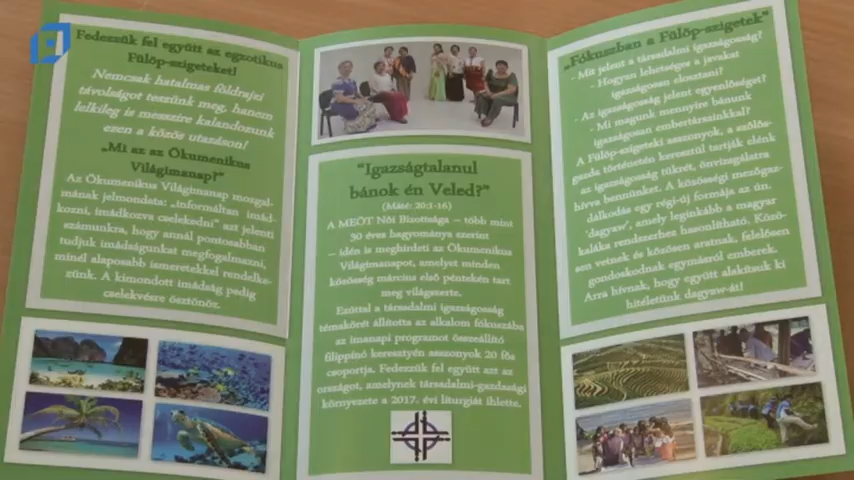 Fedezzük fel együtt az egzotikus
Fülöp-szigeteket!
Nemcsak hatalmas földrajzi
távolságot teszünk meg, hanem
lelkileg is messzire kalandozunk
ezen a közös utazáson!
„Mi az az Ökumenikus
Világimanap?"
Az Ökumenikus Világimanap mozgal-
mának jelmondata: „informáltan imád-
kozni, imádkozva cselekedni" azt jelenti
számunkra, hogy annál pontosabban
tudjuk imádságunkat megfogalmazni,
minél alaposabb ismeretekkel rendelke-
zünk. A kimondott imádság pedig
cselekvésre ösztönöz.
"Igazságtalanul
bánok én Veled?"
(Máté: 20:1-16)
A MEÖT Női Bizottsága – több mint
30 éves hagyománya szerint
– idén is meghirdeti az Ökumenikus
Világimanapot, amelyet minden
közösség március első péntekén tart
meg világszerte.
Ezúttal a társadalmi igazságosság
témakörét állította az alkalom fókuszába
az imanapi programot összeállító
filippínó keresztyén asszonyok 20 fős
csoportja. Fedezzük fel együtt azt az
országot, amelynek társadalmi-gazdasági
környezete a 2017. évi liturgiát ihlette.
„Fókuszban a Fülöp-szigetek"
- Mit jelent a társadalmi igazságosság?
- Hogyan lehetséges a javakat
igazságosan elosztani?
- Az igazságosság jelent egyenlőséget?
- Mi magunk mennyire bánunk
igazságosan embertársainkkal?
A Fülöp-szigeteki asszonyok, a szőlős-
gazda történetén keresztül tartják elénk
az igazságosság tükrét, önvizsgálatra
hívva bennünket. A közösségi mezőgaz-
dálkodás egy régi-új formája az ún.
'dagyaw', amely leginkább a magyar
kaláka rendszerhez hasonlítható. Közö-
sen vetnek és közösen aratnak, felelősen
gondoskodnak egymásról emberek.
Arra hívnak, hogy együtt alakítsuk ki
hitéletünk dagyaw-át!